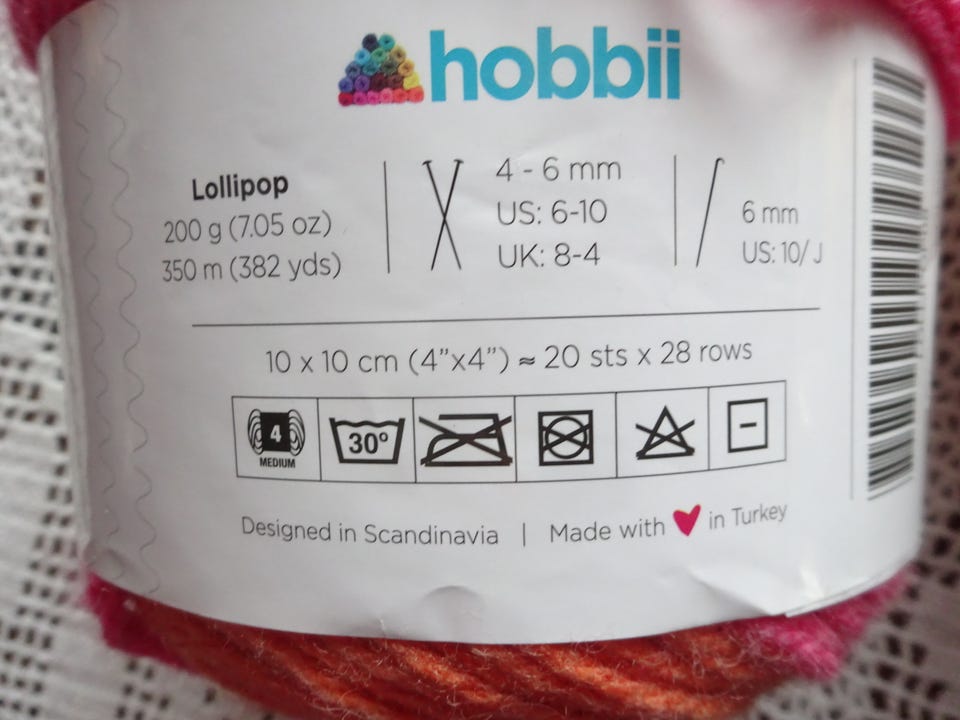 hobbii
Lollipop
200 g (7.05 oz)
350 m (382 yds)
4 - 6 mm
US: 6-10
UK: 8-4
6 mm
US: 10/ J
10 x 10 cm (4”x4”) ≈ 20 sts x 28 rows
4
MEDIUM
30°
Designed in Scandinavia | Made with ♥ in Turkey